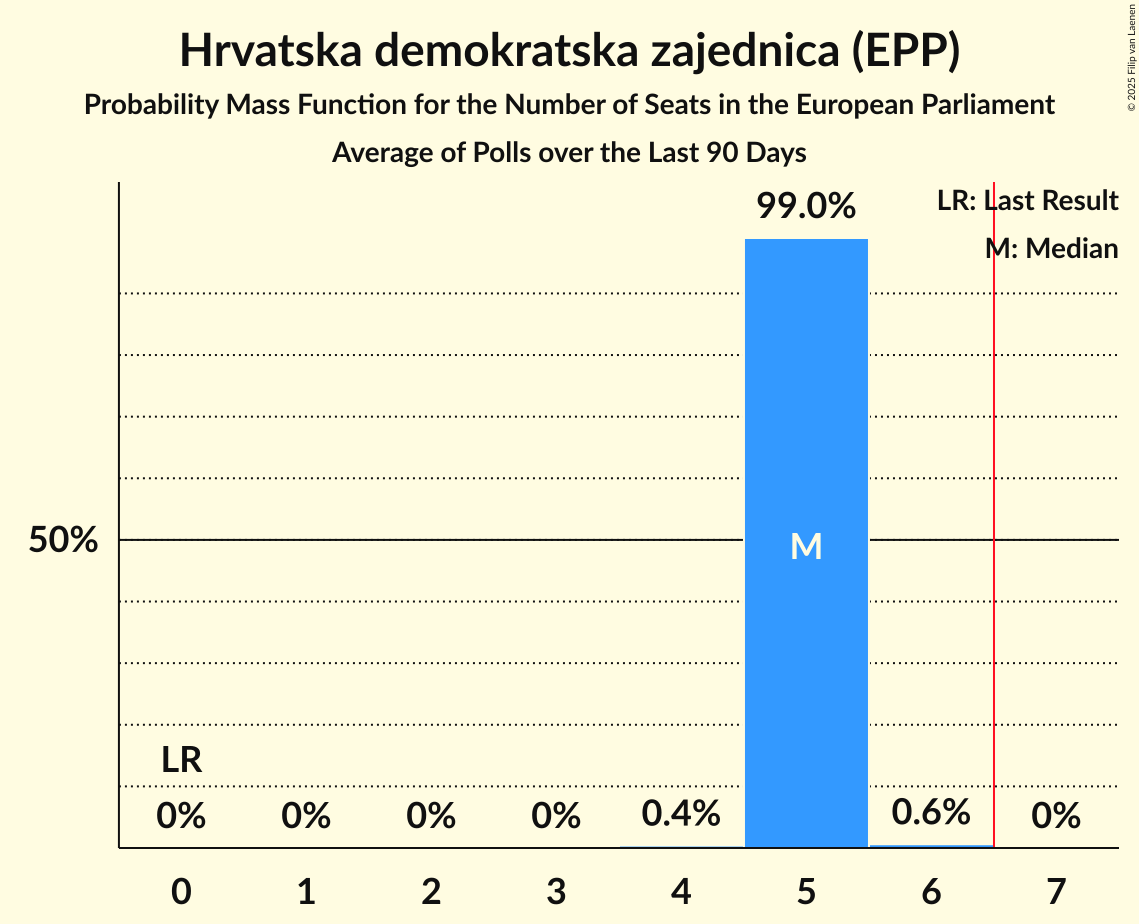 Hrvatska demokratska zajednica (EPP)
Probability Mass Function for the Number of Seats in the European Parliament
Average of Polls over the Last 90 Days
© 2025 Filip van Laenen
LR: Last Result
M: Median
99.0%
50%
M
LR
0% 0% 0% 0% 0.4% 0.6% 0%
0 1 2 3 4 5 6 7